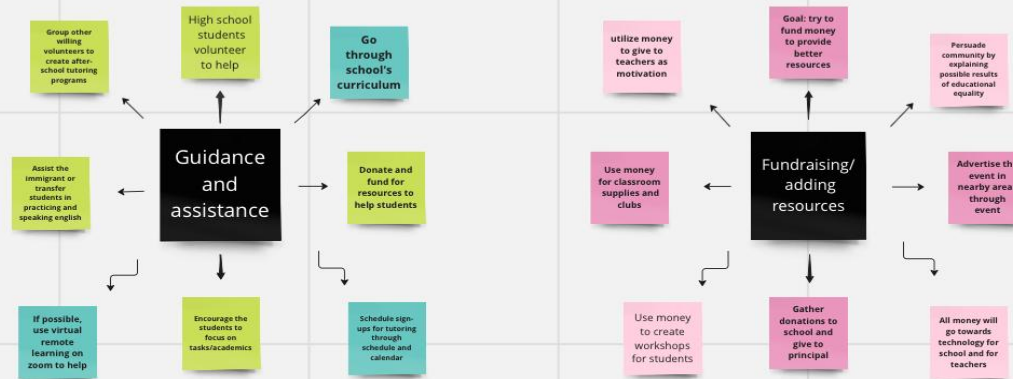 Group other
willing
volunteers to
create after-
school tutoring
programs
High school
students
volunteer
to help
Go
through
school's
curriculum
Assist the
immigrant or
transfer
students in
practicing and
speaking english
Guidance
and
assistance
Donate and
fund for
resources to
help students
If possible,
use virtual
remote
learning on
zoom to help
Encourage the
students to
focus on
tasks/academics
Schedule sign-
ups for tutoring
through
schedule and
calendar
utilize money
to give to
teachers as
motivation
Goal: try to
fund money
to provide
better
resources
Persuade
community by
explaining
possible results
of educational
equality
Use money
for classroom
supplies and
clubs
Fundraising/
adding
resources
Advertise th
event in
nearby area
through
event
Use money
to create
workshops
for students
Gather
donations to
school and
give to
principal
All money will
go towards
technology for
school and for
teachers